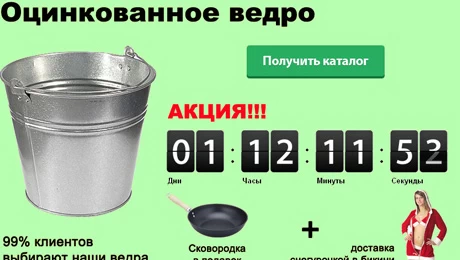 Оцинкованное ведро
Получить каталог
АКЦИЯ!!!
01 : 12 : 11 : 52
Дни Часы Минуты Секунды
99% клиентов
выбирают наши ведра
Сковородка
в подарок
+
доставка
снегурочкой в бикини